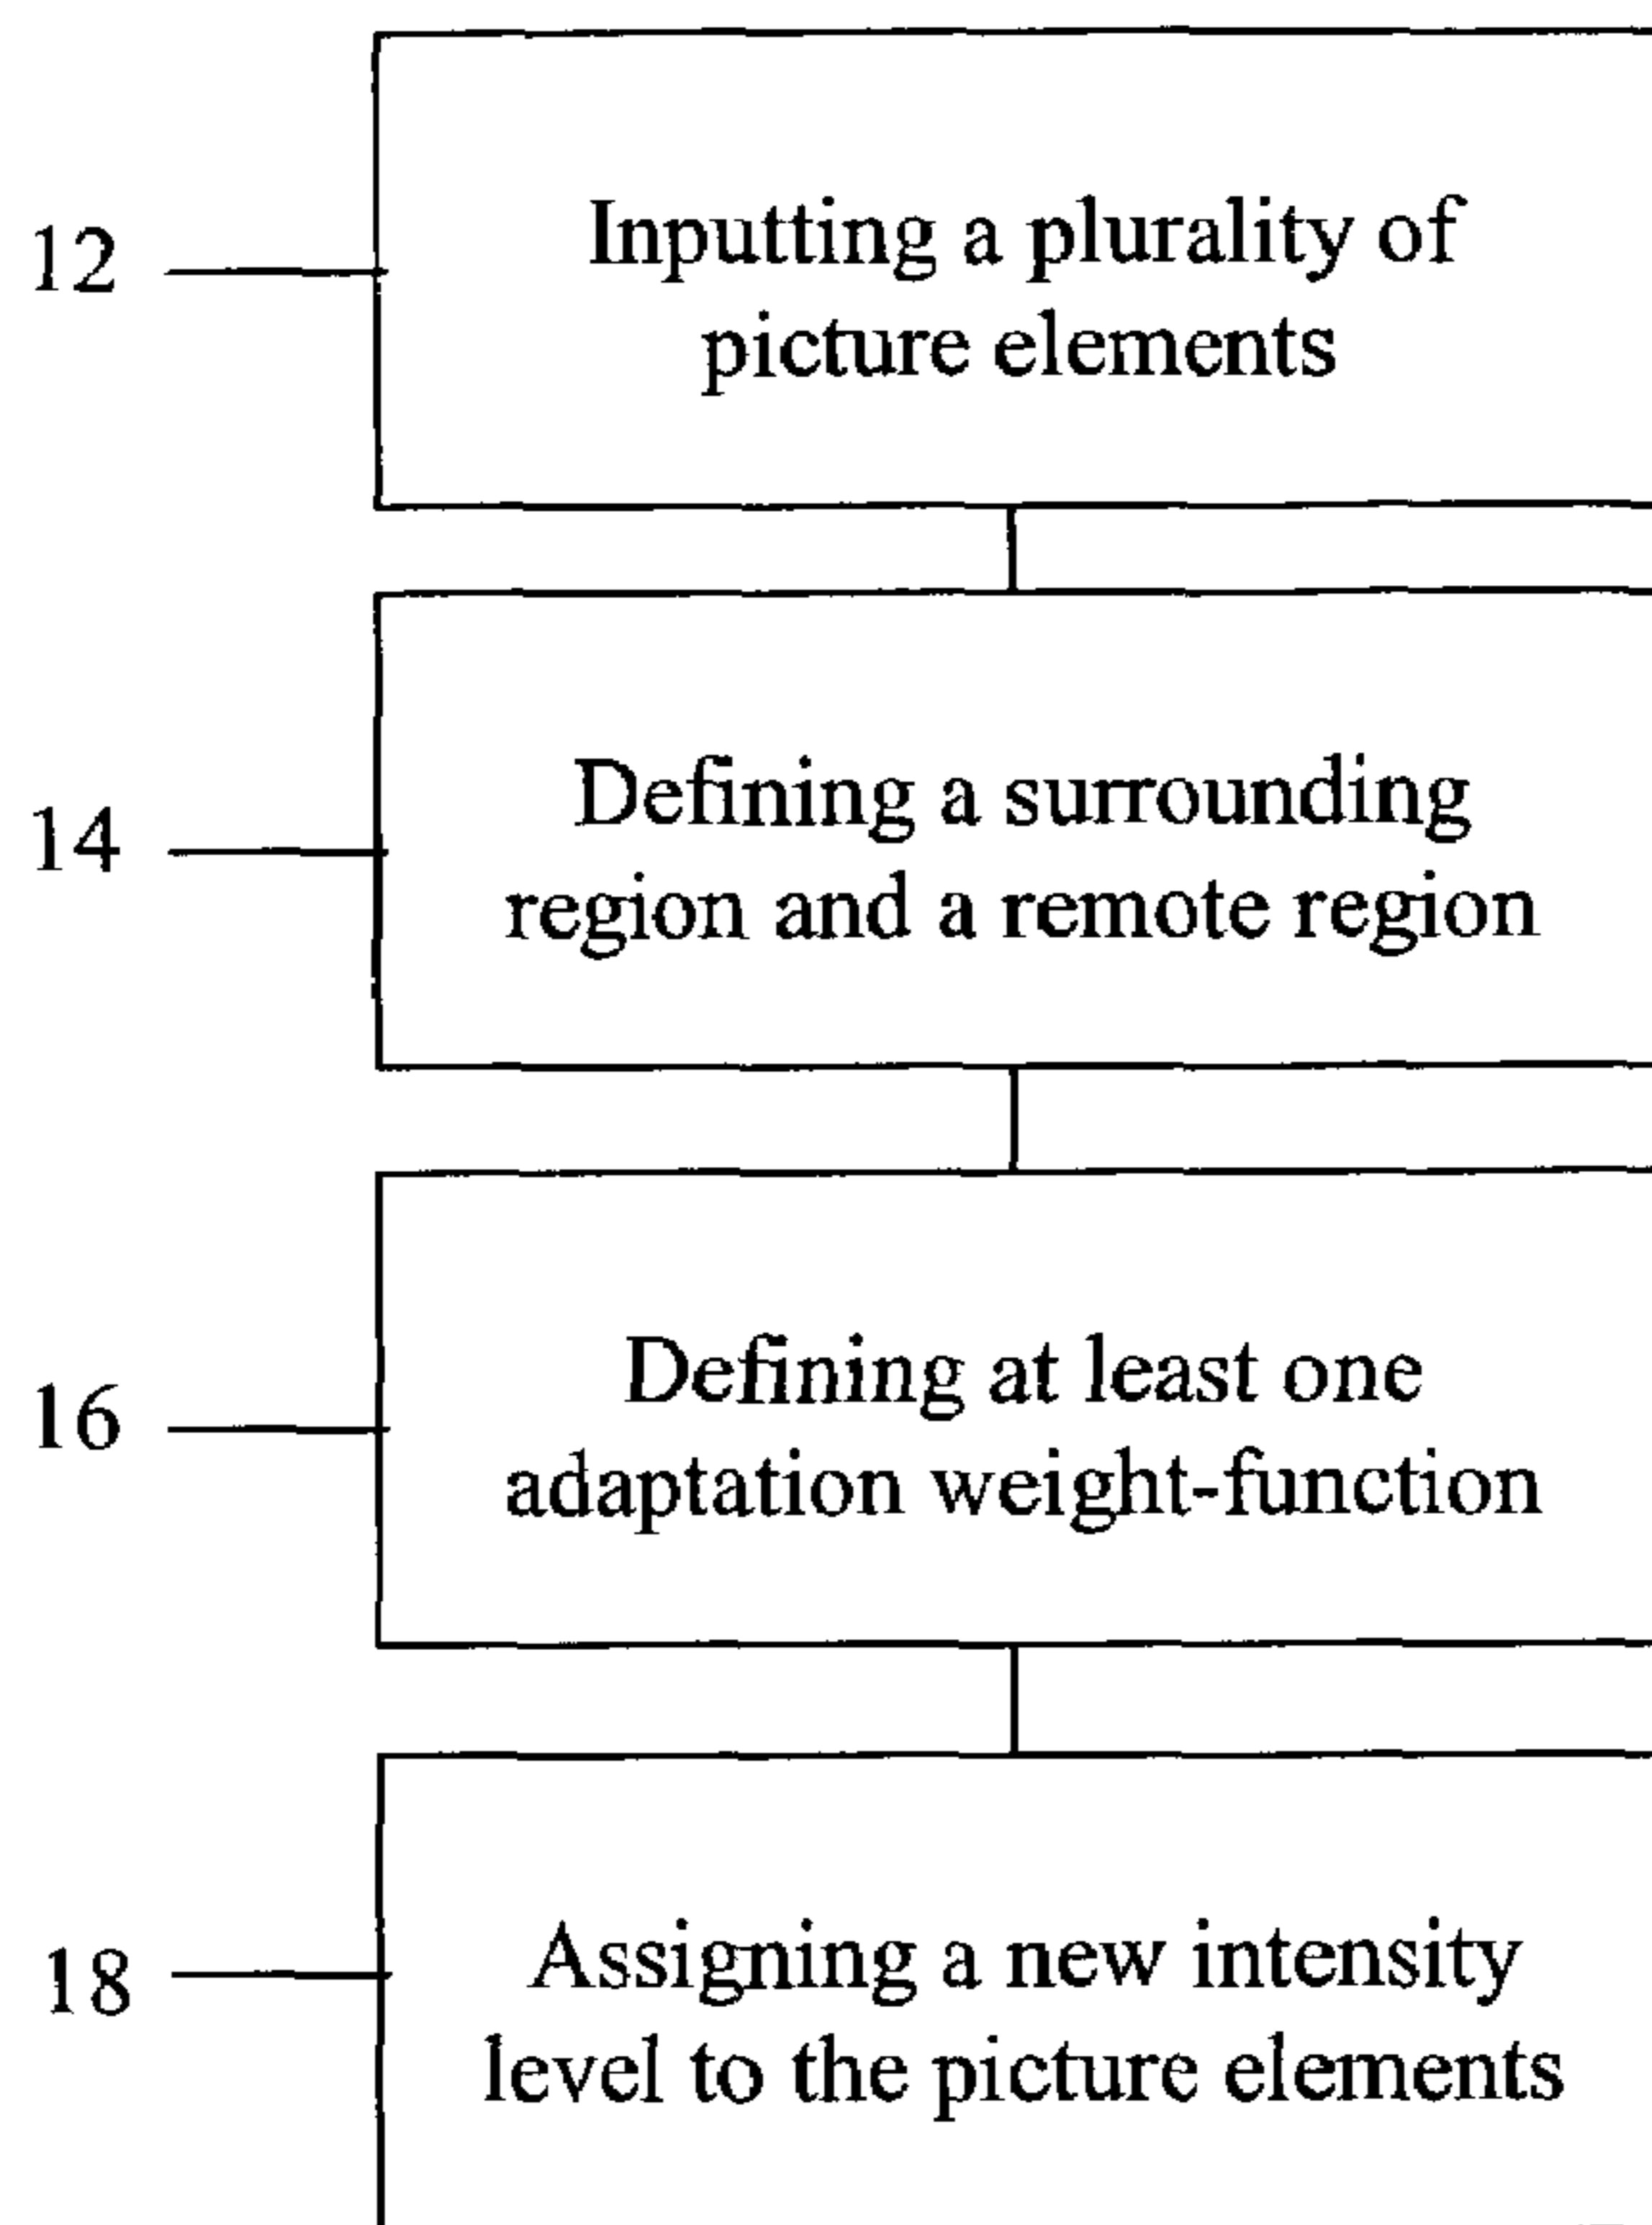 12
Inputting a plurality of
picture elements
14
Defining a surrounding
region and a remote region
16
Defining at least one
adaptation weight-function
18
Assigning a new intensity
level to the picture elements